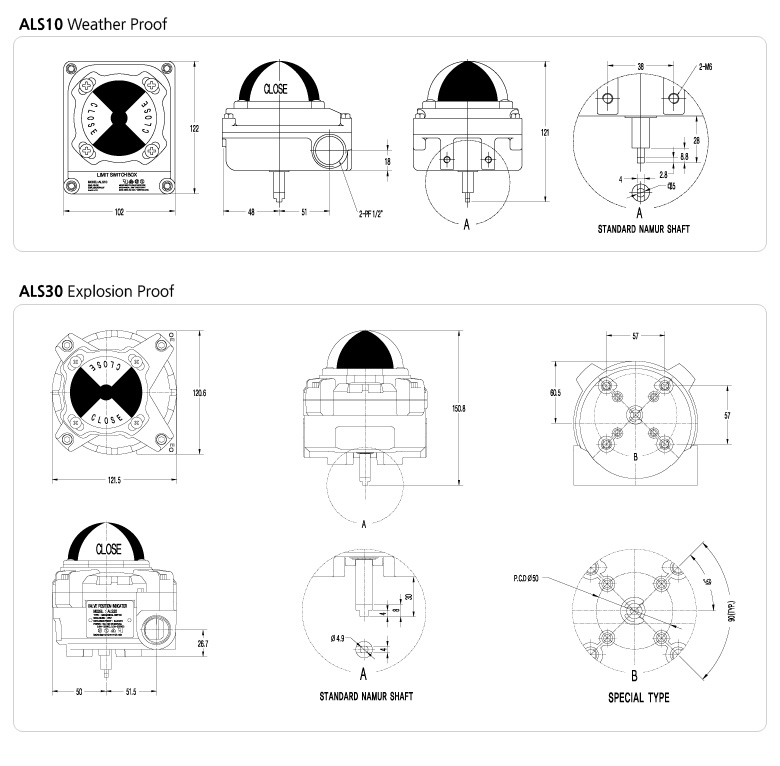 ALS10 Weather Proof
CLOSE
CLOSE
LIMIT SWITCHBOX
102
122
CLOSE
18
48
51
2-PF 1/2"
121
A
38
2-M6
28
8.8
2.8
4
Ø5
A
STANDARD NAMUR SHAFT
ALS30 Explosion Proof
CLOSE
CLOSE
120.6
121.5
150.8
A
57
60.5
57
B
CLOSE
VALVE POSITION INDICATOR
MODEL : ALS30
26.7
50
51.5
30
4
8
Ø 4.9
4
A
STANDARD NAMUR SHAFT
P.C.D Ø 50
45°
90(TYP.)
B
SPECIAL TYPE